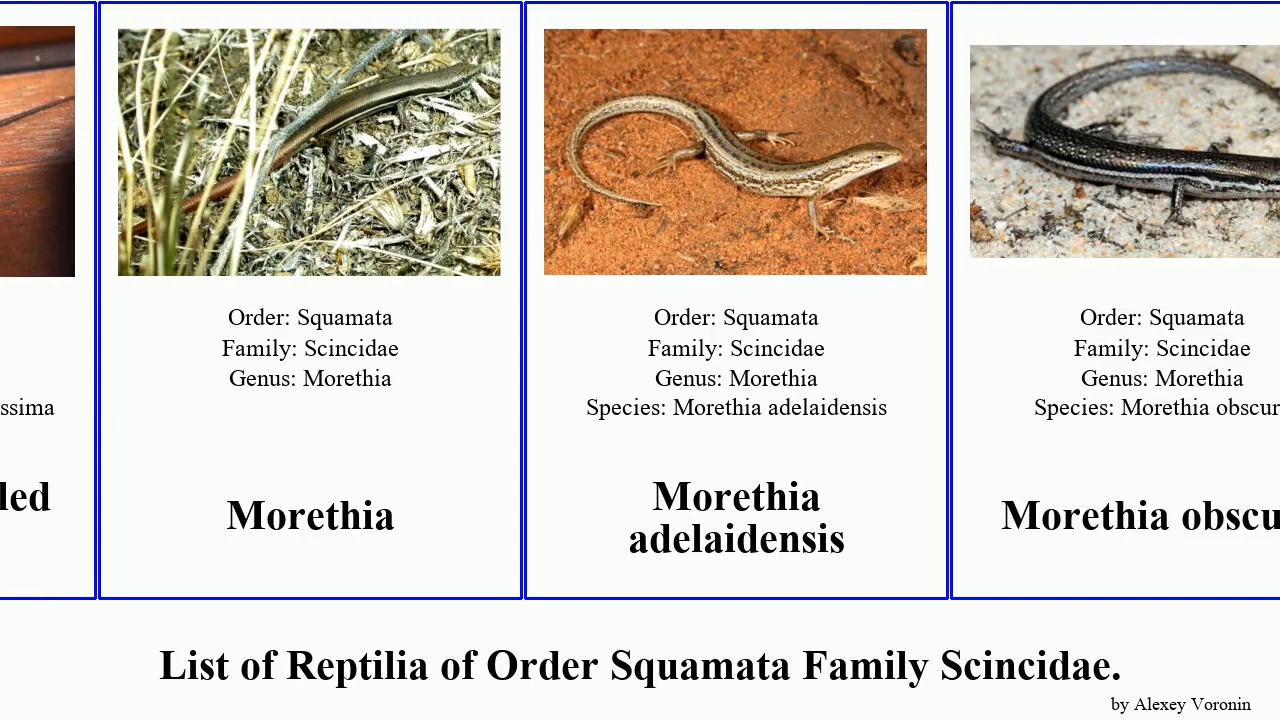 ssima
led
Order: Squamata
Family: Scincidae
Genus: Morethia
Morethia
Order: Squamata
Family: Scincidae
Genus: Morethia
Species: Morethia adelaidensis
Morethia
adelaidensis
Order: Squamata
Family: Scincidae
Genus: Morethia
Species: Morethia obscur
Morethia obscu
List of Reptilia of Order Squamata Family Scincidae.
by Alexey Voronin